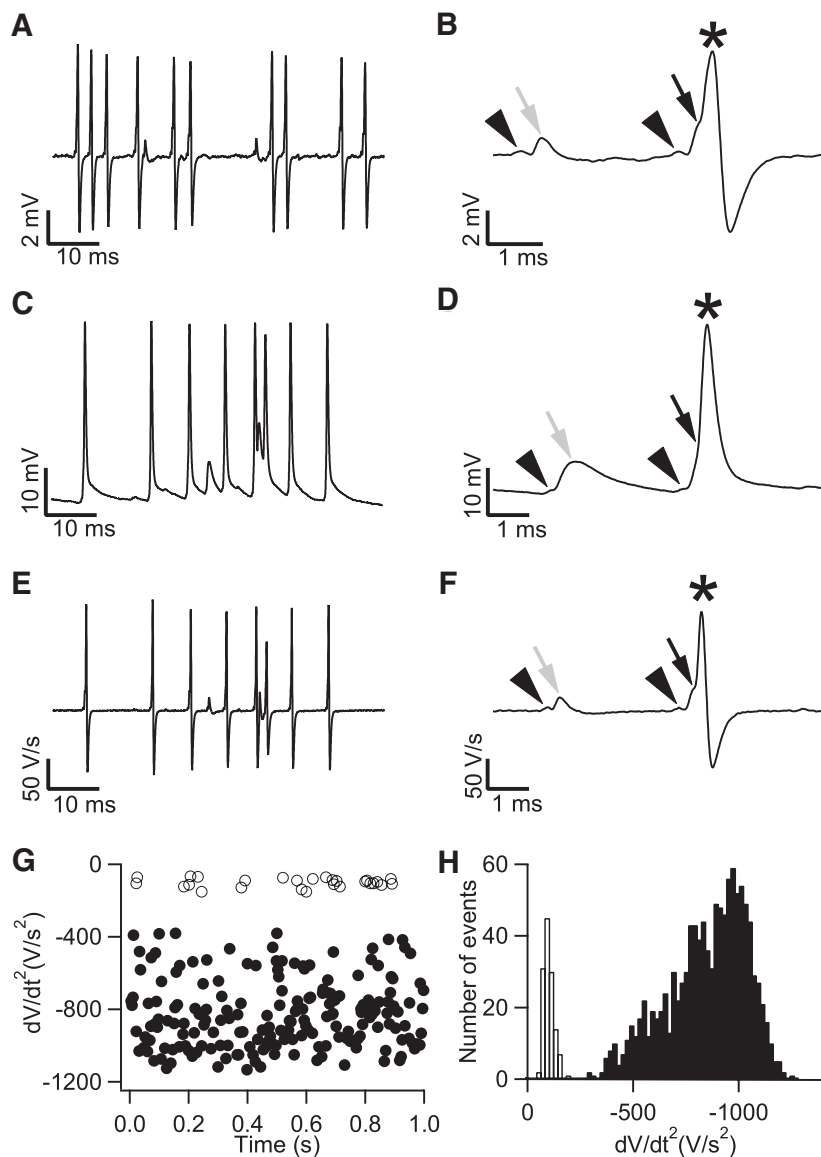 A
B
2 mV
10 ms
*
2 mV
1 ms
C
D
10 mV
10 ms
*
10 mV
1 ms
E
F
50 V/s
10 ms
*
50 V/s
1 ms
G
0
-400
-800
-1200
dV/dt²(V/s²)
0.0 0.2 0.4 0.6 0.8 1.0
Time (s)
H
60
40
20
0
Number of events
0 -500 -1000
dV/dt²(V/s²)